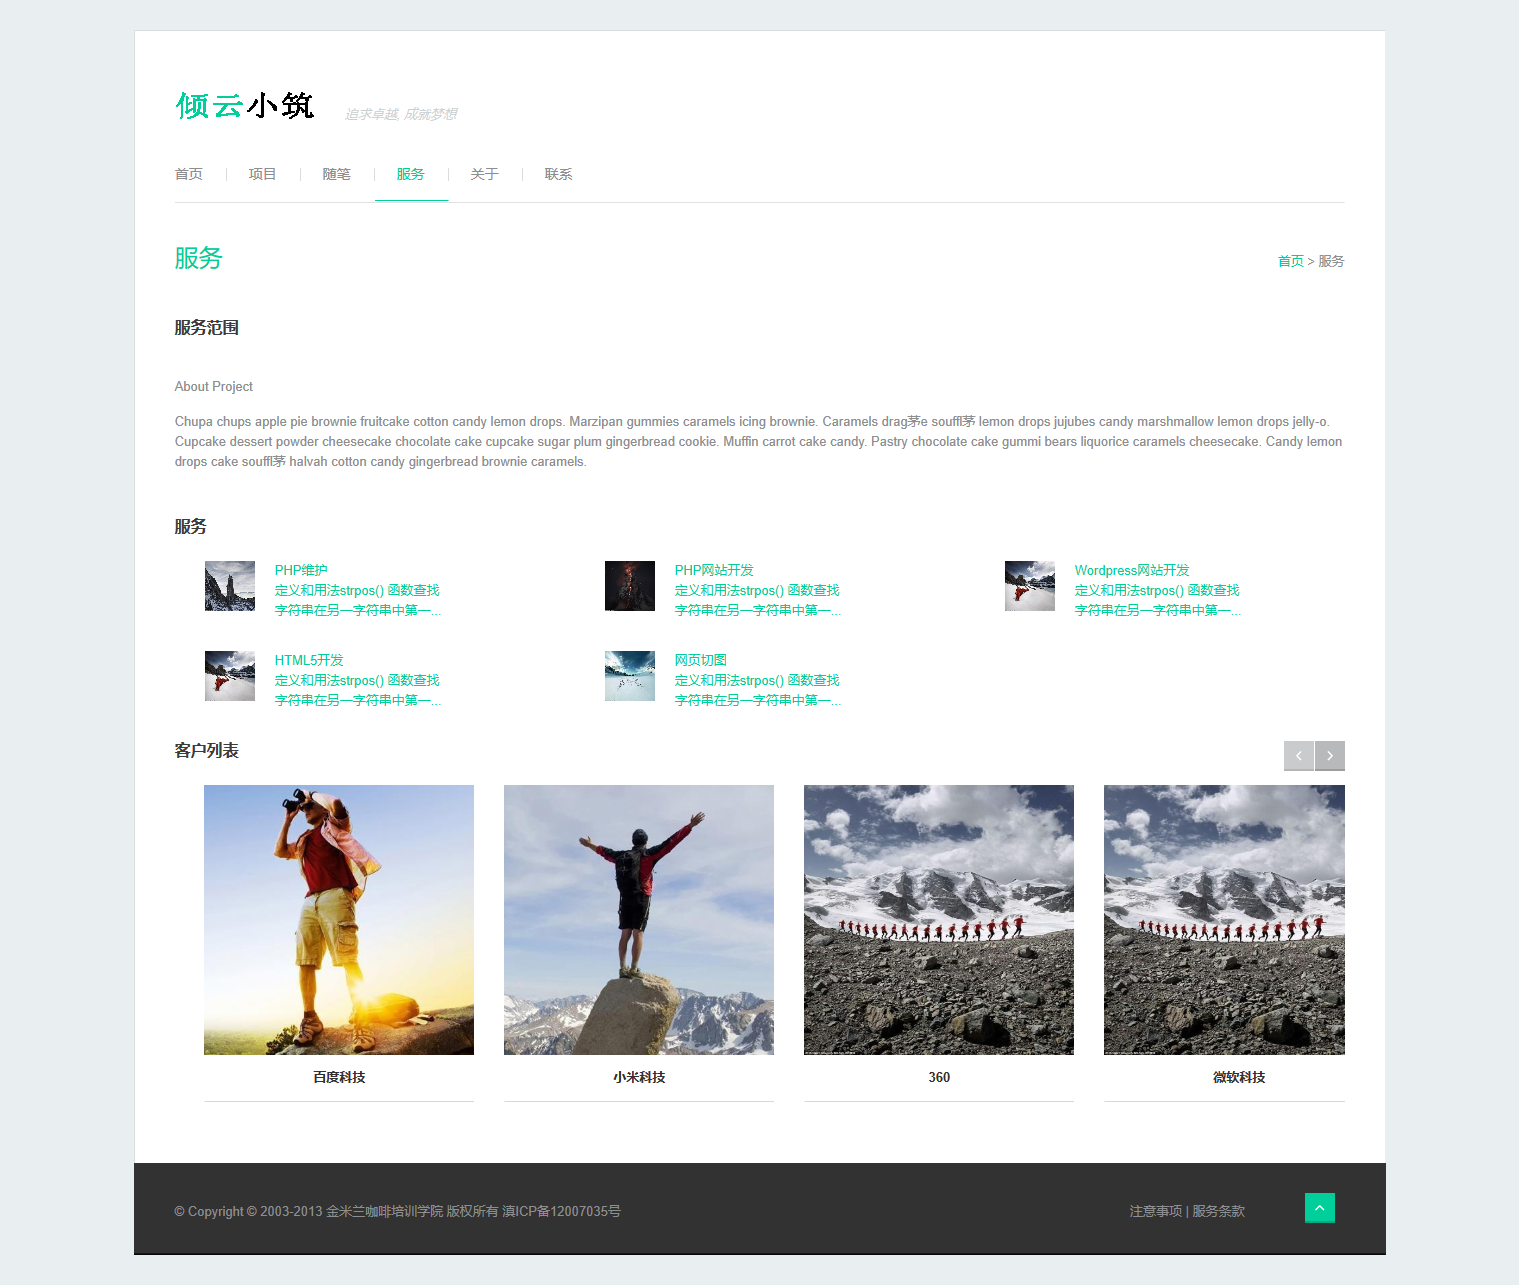 倾云小筑
追求卓越, 成就梦想
首页 项目 随笔 服务 关于 联系
服务
首页 > 服务
服务范围
About Project
Chupa chups apple pie brownie fruitcake cotton candy lemon drops. Marzipan gummies caramels icing brownie. Caramels drag茅e souffl茅 lemon drops jujubes candy marshmallow lemon drops jelly-o.
Cupcake dessert powder cheesecake chocolate cake cupcake sugar plum gingerbread cookie. Muffin carrot cake candy. Pastry chocolate cake gummi bears liquorice caramels cheesecake. Candy lemon
drops cake souffl茅 halvah cotton candy gingerbread brownie caramels.
服务
PHP维护
定义和用法strpos() 函数查找
字符串在另一字符串中第一...
PHP网站开发
定义和用法strpos() 函数查找
字符串在另一字符串中第一...
Wordpress网站开发
定义和用法strpos() 函数查找
字符串在另一字符串中第一...
HTML5开发
定义和用法strpos() 函数查找
字符串在另一字符串中第一...
网页切图
定义和用法strpos() 函数查找
字符串在另一字符串中第一...
客户列表
百度科技
小米科技
360
微软科技
© Copyright © 2003-2013 金米兰咖啡培训学院 版权所有 滇ICP备12007035号
注意事项 | 服务条款